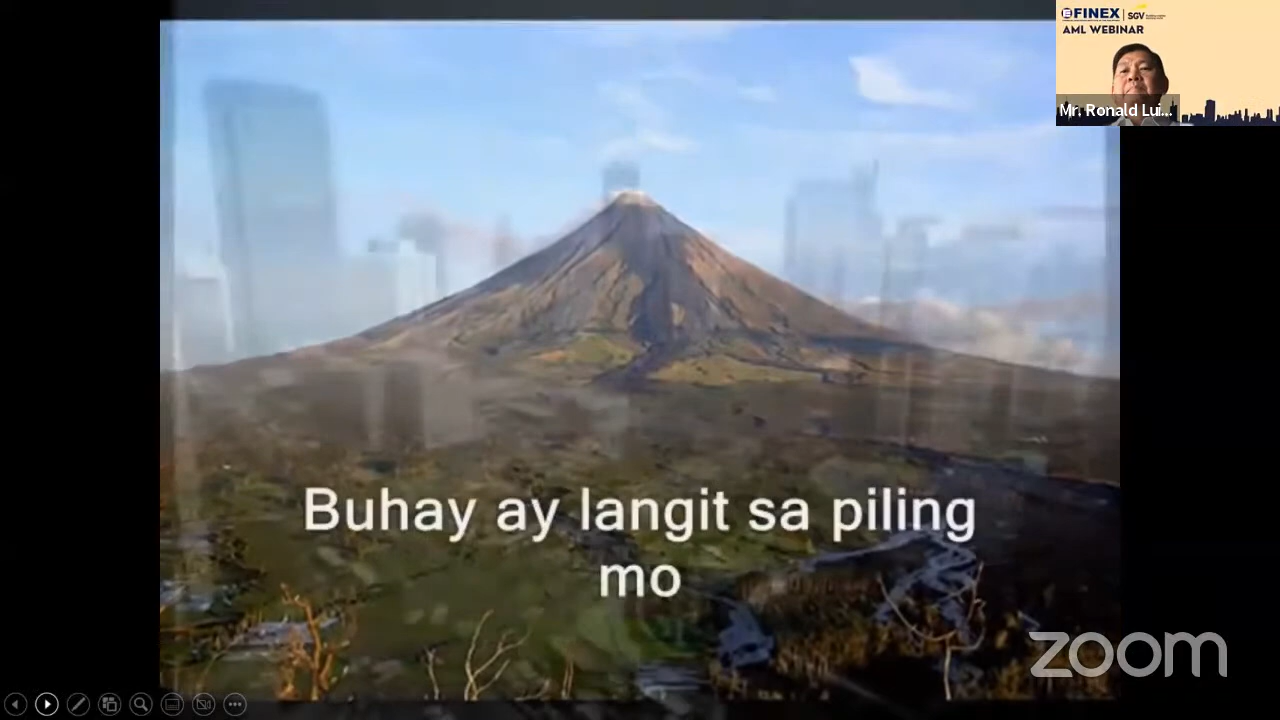 FINEX | SGV
AML WEBINAR
Mr. Ronald Lui...
Buhay ay langit sa piling
mo
zoom